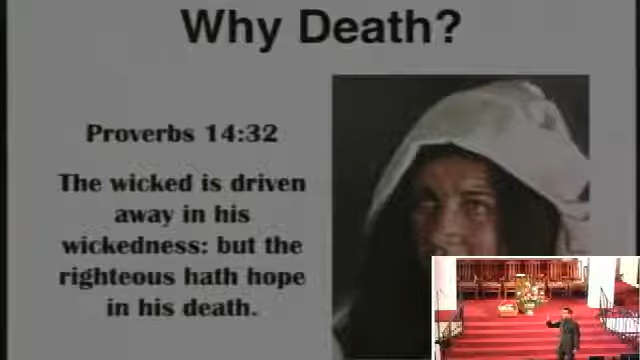 Why Death?
Proverbs 14:32
The wicked is driven
away in his
wickedness: but the
righteous hath hope
in his death.